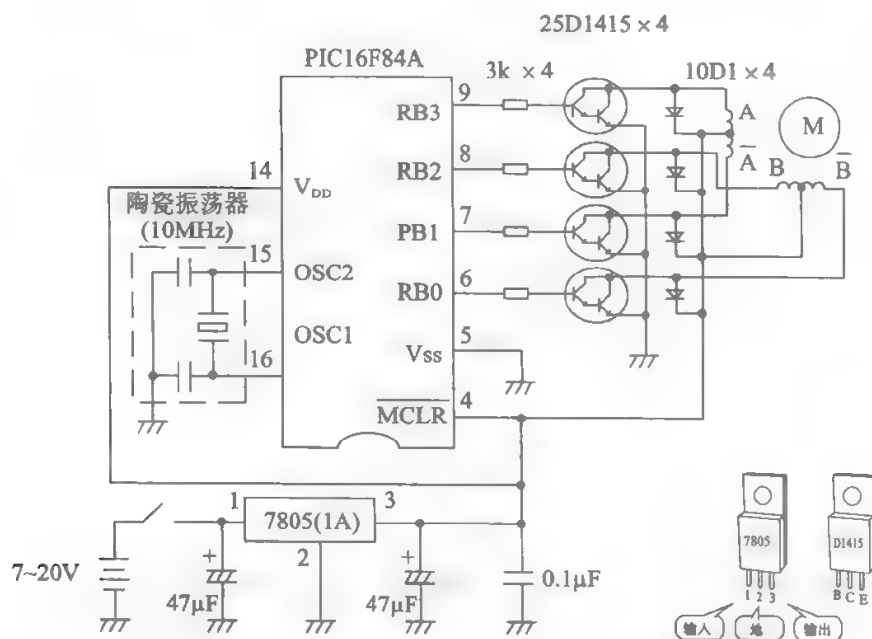 25D1415 × 4
PIC16F84A
3k × 4
10D1 × 4
RB3
9
A
M
RB2
8
A̅
B
B̅
14
V_DD
陶瓷振荡器
(10MHz)
PB1
7
15
OSC2
RB0
6
OSC1
16
Vss
5
M̅C̅L̅R̅
4
1
7805(1A)
3
2
7~20V
+
47μF
+
47μF
0.1μF
7805
D1415
1 2 3
B C E
输入
地
输出